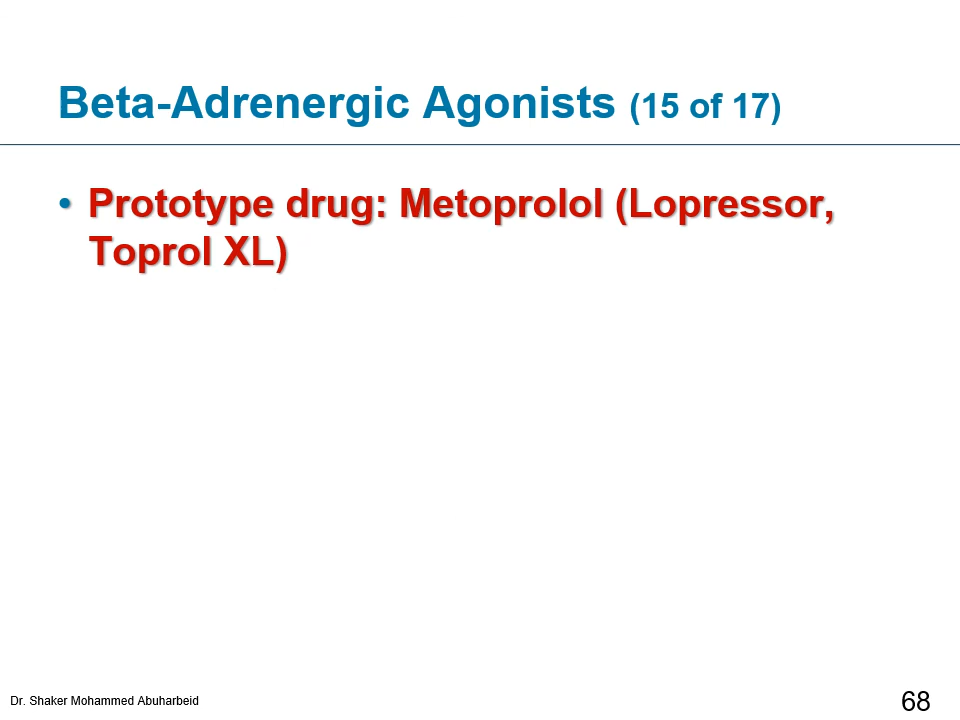 Beta-Adrenergic Agonists (15 of 17)
• Prototype drug: Metoprolol (Lopressor,
Toprol XL)
Dr. Shaker Mohammed Abuharbeid
68